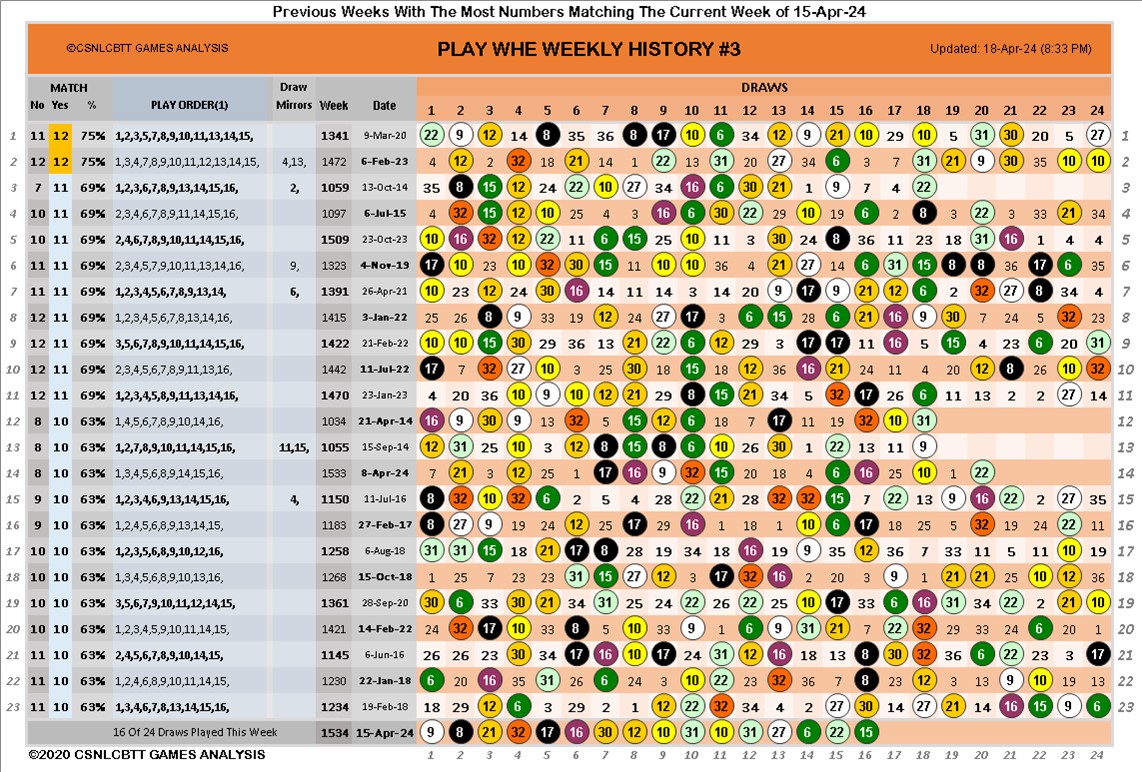 Previous Weeks With The Most Numbers Matching The Current Week of 15-Apr-24
©CSNLCBTT GAMES ANALYSIS PLAY WHE WEEKLY HISTORY #3 Updated: 18-Apr-24 (8:33 PM)
MATCH Draw DRAWS
No Yes % PLAY ORDER(1) Mirrors Week Date 1 2 3 4 5 6 7 8 9 10 11 12 13 14 15 16 17 18 19 20 21 22 23 24
1 11 12 75% 1,2,3,5,7,8,9,10,11,13,14,15, 1341 9-Mar-20 22 9 12 14 8 35 36 8 17 10 6 34 12 9 21 10 29 10 5 31 30 20 5 27 1
2 12 12 75% 1,3,4,7,8,9,10,11,12,13,14,15, 4,13, 1472 6-Feb-23 4 12 2 32 18 21 14 1 22 13 31 20 27 34 6 3 7 31 21 9 30 35 10 10 2
3 7 11 69% 1,2,3,6,7,8,9,13,14,15,16, 2, 1059 13-Oct-14 35 8 15 12 24 22 10 27 34 16 6 30 21 1 9 7 4 22 3
4 10 11 69% 2,3,4,6,7,8,9,11,14,15,16, 1097 6-Jul-15 4 32 15 12 10 25 4 3 16 6 30 22 29 10 19 6 2 8 3 22 3 33 21 34 4
5 10 11 69% 2,4,6,7,8,9,10,11,14,15,16, 1509 23-Oct-23 10 16 32 12 22 11 6 15 25 10 11 3 30 24 8 36 11 23 18 31 16 1 4 4 5
6 11 11 69% 2,3,4,5,7,9,10,11,13,14,16, 9, 1323 4-Nov-19 17 10 23 10 32 30 15 11 10 10 36 4 21 27 14 6 31 15 8 8 36 17 6 35 6
7 11 11 69% 1,2,3,4,5,6,7,8,9,13,14, 6, 1391 26-Apr-21 10 23 12 24 30 16 14 11 14 3 14 20 9 17 9 21 12 6 2 32 27 8 34 4 7
8 12 11 69% 1,2,3,4,5,6,7,8,13,14,16, 1415 3-Jan-22 25 26 8 9 33 19 12 24 27 17 3 6 15 28 6 21 16 9 30 7 24 5 32 23 8
9 12 11 69% 3,5,6,7,8,9,10,11,14,15,16, 1422 21-Feb-22 10 10 15 30 29 36 13 21 22 6 12 29 3 17 17 11 16 5 15 4 23 6 20 31 9
10 12 11 69% 2,3,4,5,6,7,8,9,11,13,16, 1442 11-Jul-22 17 7 32 27 10 3 25 30 18 15 18 12 36 16 21 24 11 2 4 20 12 8 26 10 32 10
11 12 11 69% 1,2,3,4,5,8,9,11,13,14,16, 1470 23-Jan-23 4 20 36 10 9 10 12 21 29 8 15 21 34 5 32 17 26 6 11 13 2 2 27 14 11
12 8 10 63% 1,4,5,6,7,8,9,10,13,16, 1034 21-Apr-14 16 9 30 9 13 32 5 15 12 6 18 7 17 11 19 32 10 31 12
13 8 10 63% 1,2,7,8,9,10,11,14,15,16, 11,15, 1055 15-Sep-14 12 31 25 10 3 12 8 15 8 6 10 26 30 1 22 13 11 9 13
14 8 10 63% 1,3,4,5,6,8,9,14,15,16, 1533 8-Apr-24 7 21 3 12 25 1 17 16 9 32 15 20 18 4 15 6 16 25 10 1 22 14
15 9 10 63% 1,2,3,4,6,9,13,14,15,16, 4, 1150 11-Jul-16 8 32 10 32 6 2 5 4 28 22 21 28 32 32 15 7 22 13 9 16 22 2 27 35 15
16 9 10 63% 1,2,4,5,6,8,9,13,14,15, 1183 27-Feb-17 8 27 9 19 24 12 25 17 29 16 1 18 1 10 6 17 18 25 5 32 19 24 22 11 16
17 10 10 63% 1,2,3,5,6,8,9,10,12,16, 1258 6-Aug-18 31 31 15 18 21 17 8 28 19 34 18 12 16 19 9 35 12 36 7 33 11 5 11 10 19 17
18 10 10 63% 1,3,4,5,6,8,9,10,13,16, 1268 15-Oct-18 1 25 7 23 23 31 15 27 12 3 17 32 16 2 20 3 9 1 21 21 25 10 12 36 18
19 10 10 63% 3,5,6,7,9,10,11,12,14,15, 1361 28-Sep-20 30 6 33 30 21 34 31 25 24 22 26 22 25 10 17 33 6 16 31 34 22 2 21 10 19
20 10 10 63% 1,2,3,4,5,9,10,11,14,15, 1421 14-Feb-22 24 32 17 10 33 8 5 10 33 9 1 6 9 31 21 7 22 32 29 33 24 6 20 1 20
21 11 10 63% 2,4,5,6,7,8,9,10,14,15, 1145 6-Jun-16 26 26 23 30 34 17 16 10 17 24 31 12 16 18 13 8 30 32 36 6 22 23 3 17 21
22 11 10 63% 1,2,4,6,8,9,10,11,14,15, 1230 22-Jan-18 6 20 16 35 31 26 6 24 3 10 22 23 32 36 7 8 23 12 3 13 9 10 19 13 22
23 11 10 63% 1,3,4,6,7,8,13,14,15,16, 1234 19-Feb-18 18 29 12 6 3 29 2 1 12 22 32 34 4 2 27 30 14 27 21 14 16 15 9 6 23
16 Of 24 Draws Played This Week 1534 15-Apr-24 9 8 21 32 17 16 30 12 10 31 10 31 27 6 22 15
©2020 CSNLCBTT GAMES ANALYSIS 1 2 3 4 5 6 7 8 9 10 11 12 13 14 15 16 17 18 19 20 21 22 23 24